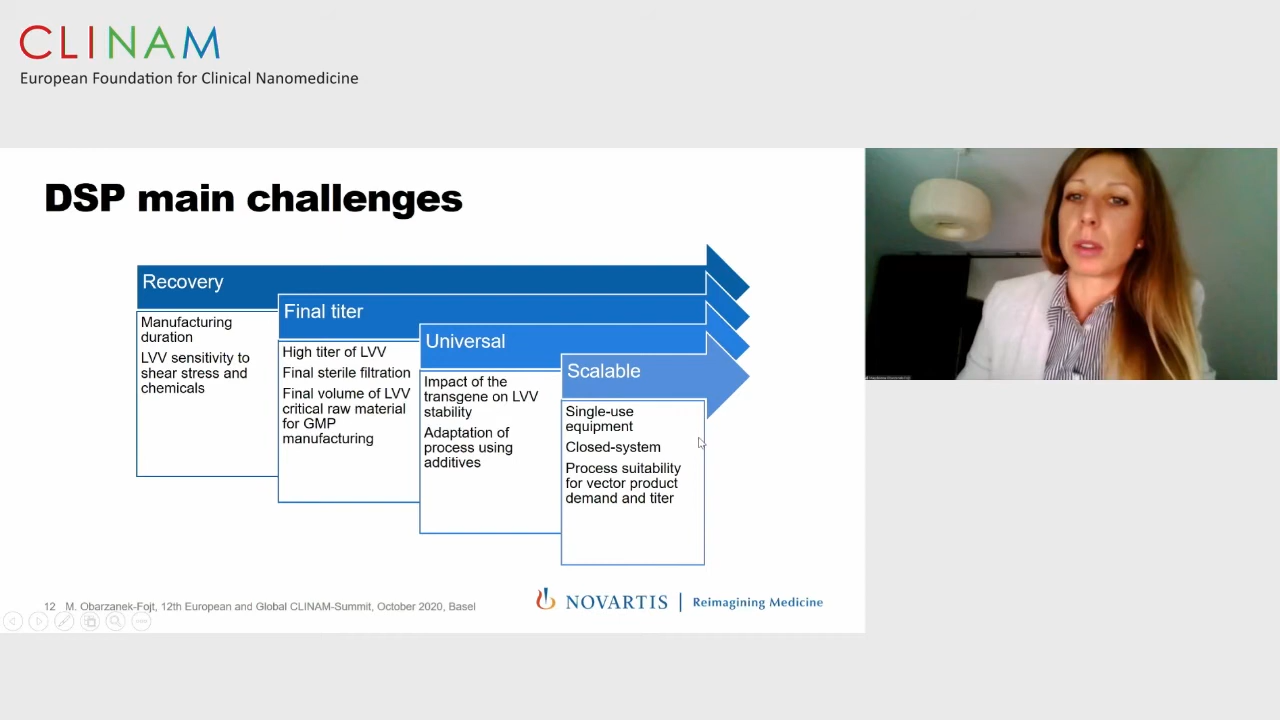 CLINAM
European Foundation for Clinical Nanomedicine
DSP main challenges
Recovery
Manufacturing
duration
LVV sensitivity to
shear stress and
chemicals
Final titer
High titer of LVV
Final sterile filtration
Final volume of LVV
critical raw material
for GMP
manufacturing
Universal
Impact of the
transgene on LVV
stability
Adaptation of
process using
additives
Scalable
Single-use
equipment
Closed-system
Process suitability
for vector product
demand and titer
12 M. Obarzanek-Fojt, 12th European and Global CLINAM-Summit, October 2020, Basel
NOVARTIS | Reimagining Medicine